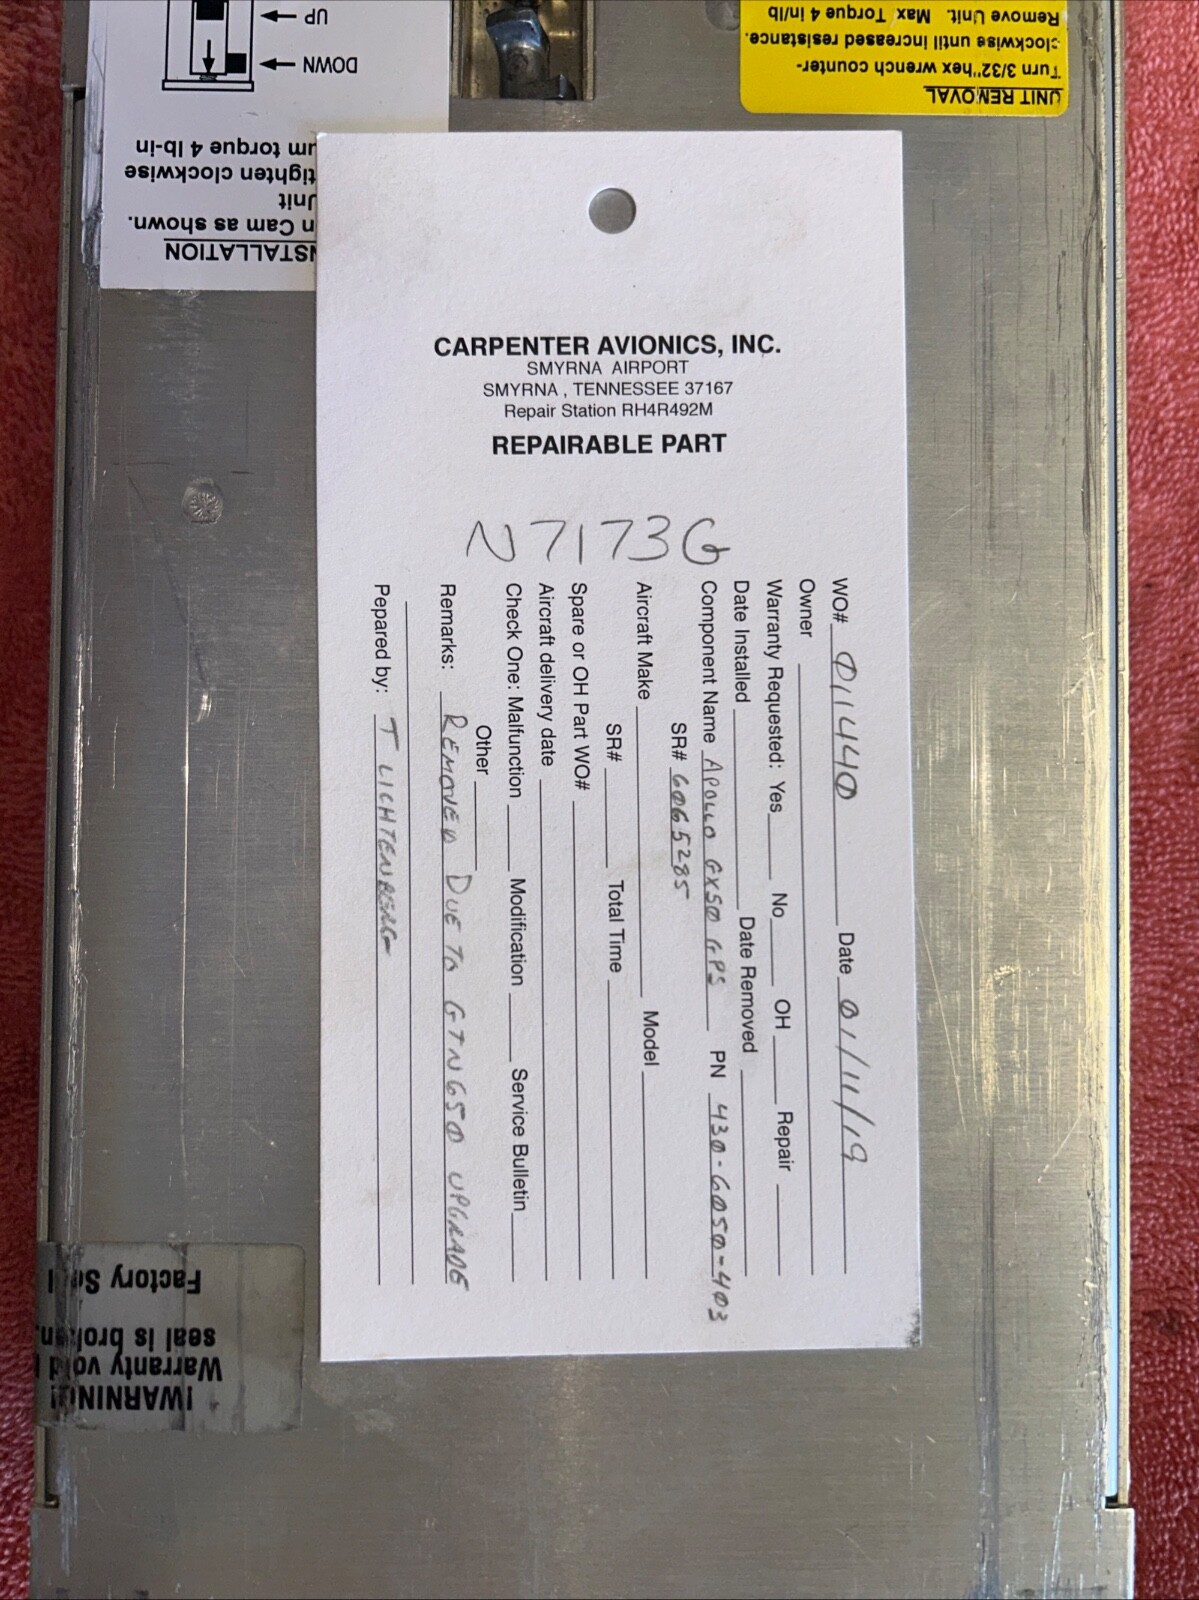 UP
DOWN
um torque 4 lb-in
tighten clockwise
Unit
n Cam as shown.
NSTALLATION
UNIT REMOVAL
Turn 3/32"hex wrench counter-
clockwise until increased resistance.
Remove Unit. Max Torque 4 in/lb
CARPENTER AVIONICS, INC.
SMYRNA AIRPORT
SMYRNA , TENNESSEE 37167
Repair Station RH4R492M
REPAIRABLE PART
N7173G
WO# 011440 Date 01/11/19
Owner
Warranty Requested: Yes No OH Repair
Date Installed Date Removed
Component Name APOLLO GX50 GPS PN 430-6050-403
SR# 6065285
Aircraft Make Model
SR# Total Time
Spare or OH Part WO#
Aircraft delivery date
Check One: Malfunction Modification Service Bulletin
Other
Remarks: REMOVED DUE TO GTN650 UPGRADE
Pepared by: T LICHTENBERG
!WARNING!
Warranty void
seal is broken.
Factory Seal